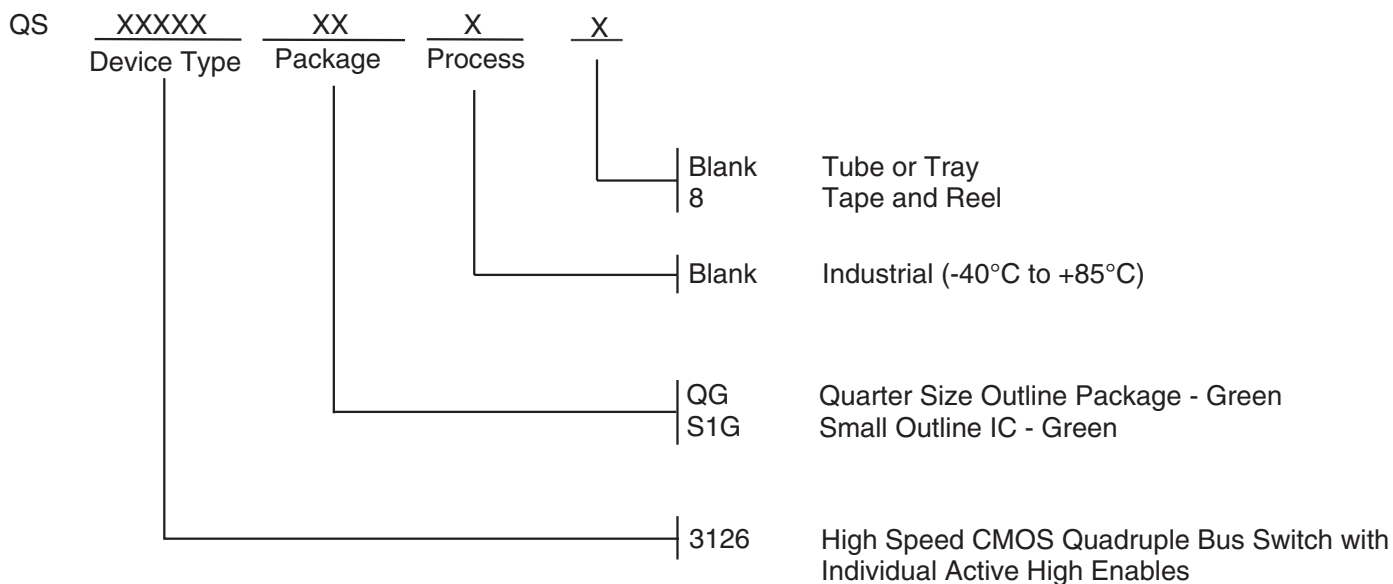 QS XXXXX XX X X
Device Type Package Process
Blank Tube or Tray
8 Tape and Reel
Blank Industrial (-40°C to +85°C)
QG Quarter Size Outline Package - Green
S1G Small Outline IC - Green
3126 High Speed CMOS Quadruple Bus Switch with
Individual Active High Enables